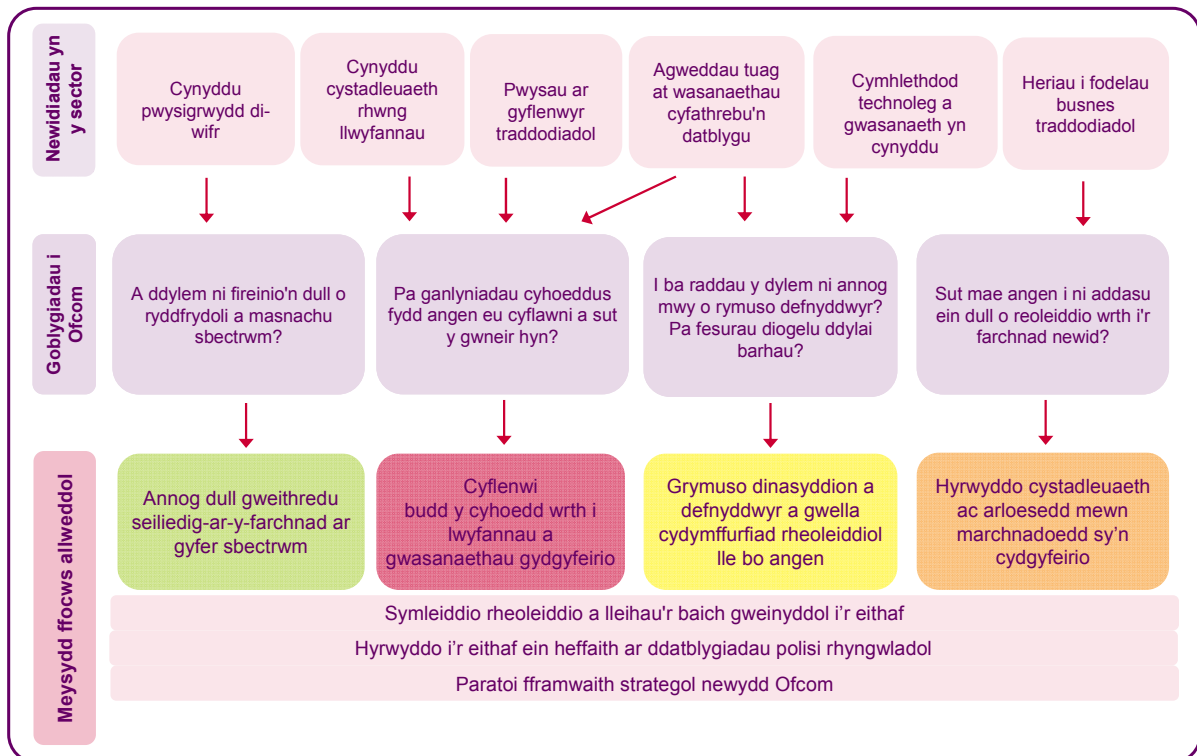 Newidiadau yn
y sector
Cynyddu
pwysigrwydd di-
wifr
Cynyddu
cystadleuaeth
rhwng
llwyfannau
Pwysau ar
gyflenwyr
traddodiadol
Agweddau tuag
at wasanaethau
cyfathrebu'n
datblygu
Cymhlethdod
technoleg a
gwasanaeth yn
cynyddu
Heriau i fodelau
busnes
traddodiadol
Goblygiadau i
Ofcom
A ddylem ni fireinio'n dull o
ryddfrydoli a masnachu
sbectrwm?
Pa ganlyniadau cyhoeddus
fydd angen eu cyflawni a sut
y gwneir hyn?
I ba raddau y dylem ni annog
mwy o rymuso defnyddwyr?
Pa fesurau diogelu ddylai
barhau?
Sut mae angen i ni addasu
ein dull o reoleiddio wrth i'r
farchnad newid?
Meysydd ffocws allweddol
Annog dull gweithredu
seiliedig-ar-y-farchnad ar
gyfer sbectrwm
Cyflenwi
budd y cyhoedd wrth i
lwyfannau a
gwasanaethau gydgyfeirio
Grymuso dinasyddion a
defnyddwyr a gwella
cydymffurfiad rheoleiddiol
lle bo angen
Hyrwyddo cystadleuaeth
ac arloesedd mewn
marchnadoedd sy'n
cydgyfeirio
Symleiddio rheoleiddio a lleihau'r baich gweinyddol i'r eithaf
Hyrwyddo i'r eithaf ein heffaith ar ddatblygiadau polisi rhyngwladol
Paratoi fframwaith strategol newydd Ofcom